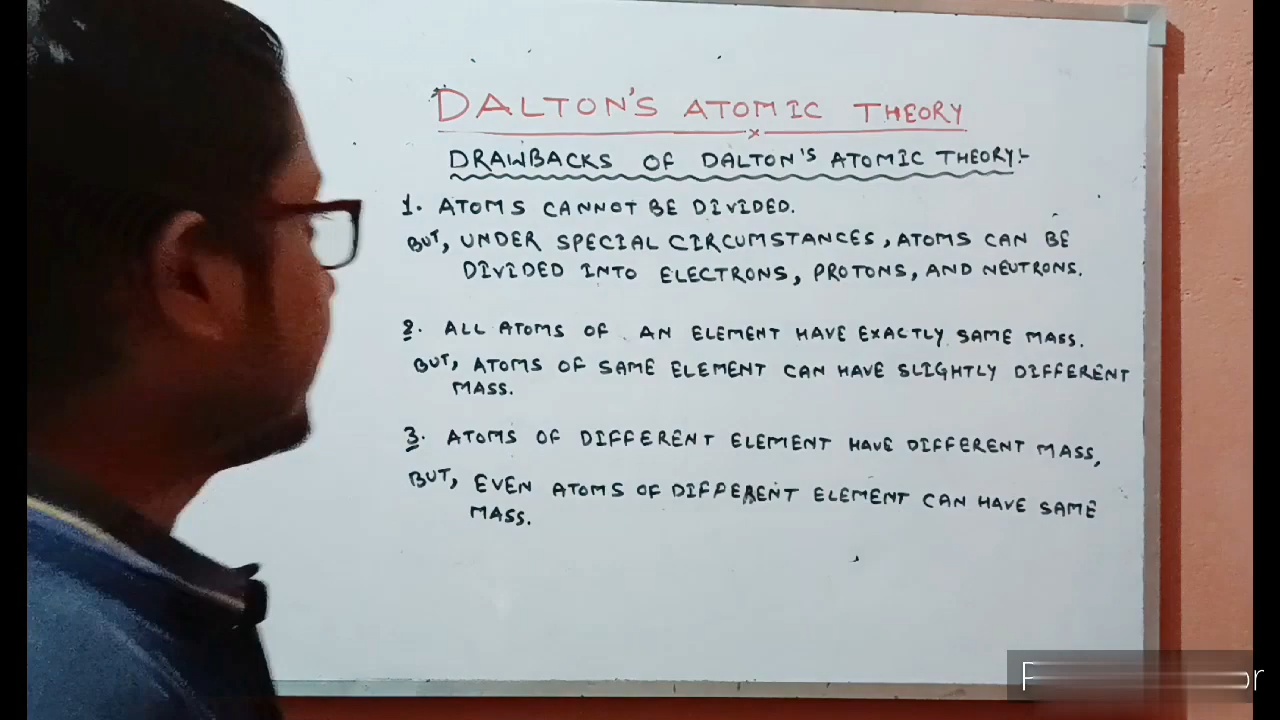 DALTON'S ATOMIC THEORY
DRAWBACKS OF DALTON'S ATOMIC THEORY:-
1. ATOMS CANNOT BE DIVIDED.
BUT, UNDER SPECIAL CIRCUMSTANCES, ATOMS CAN BE
DIVIDED INTO ELECTRONS, PROTONS, AND NEUTRONS.
2. ALL ATOMS OF AN ELEMENT HAVE EXACTLY SAME MASS.
BUT, ATOMS OF SAME ELEMENT CAN HAVE SLIGHTLY DIFFERENT
MASS.
3. ATOMS OF DIFFERENT ELEMENT HAVE DIFFERENT MASS,
BUT, EVEN ATOMS OF DIFFERENT ELEMENT CAN HAVE SAME
MASS.